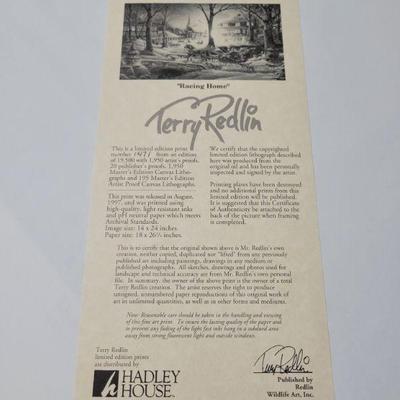 "Racing Home"
Terry Redlin
This is a limited edition print
number from an edition
of 19,500 with 1,950 artist's proofs,
20 publisher's proofs, 1,950
Master's Edition Canvas Litho-
graphs and 195 Master's Edition
Artist Proof Canvas Lithographs.
This print was released in August,
1997, and was printed using
high-quality, light resistant inks
and pH neutral paper which meets
Archival Standards.
Image size: 14 x 24 inches
Paper size: 18 x 26¾ inches
We certify that the copyrighted
limited edition lithograph described
here was produced from the
original oil and has been personally
inspected and signed by the artist.
Printing plates have been destroyed
and no additional prints from this
limited edition will be published.
It is suggested that this Certificate
of Authenticity be attached to the
back of the picture when framing
is completed.
This is to certify that the original shown above is Mr. Redlin's own
creation, neither copied, duplicated nor "lifted" from any previously
published art including paintings, drawings in any medium or
published photographs. All sketches, drawings and photos used for
landscape and technical accuracy are from Mr. Redlin's own personal
file. In summary, the owner of the above print is the owner of a total
Terry Redlin creation. The artist reserves the right to produce
unsigned, unnumbered paper reproductions of this original work of
art in unlimited quantities, as well as in other forms and mediums.
Note: Reasonable care should be taken in the handling and viewing
of this fine art print. To insure the lasting quality of the paper and
to prevent any fading of the light fast inks hang in a subdued area
away from strong fluorescent light and outside windows.
Terry Redlin
limited edition prints
are distributed by
HADLEY
HOUSE™
Terry Redlin
Published by
Redlin
Wildlife Art, Inc.